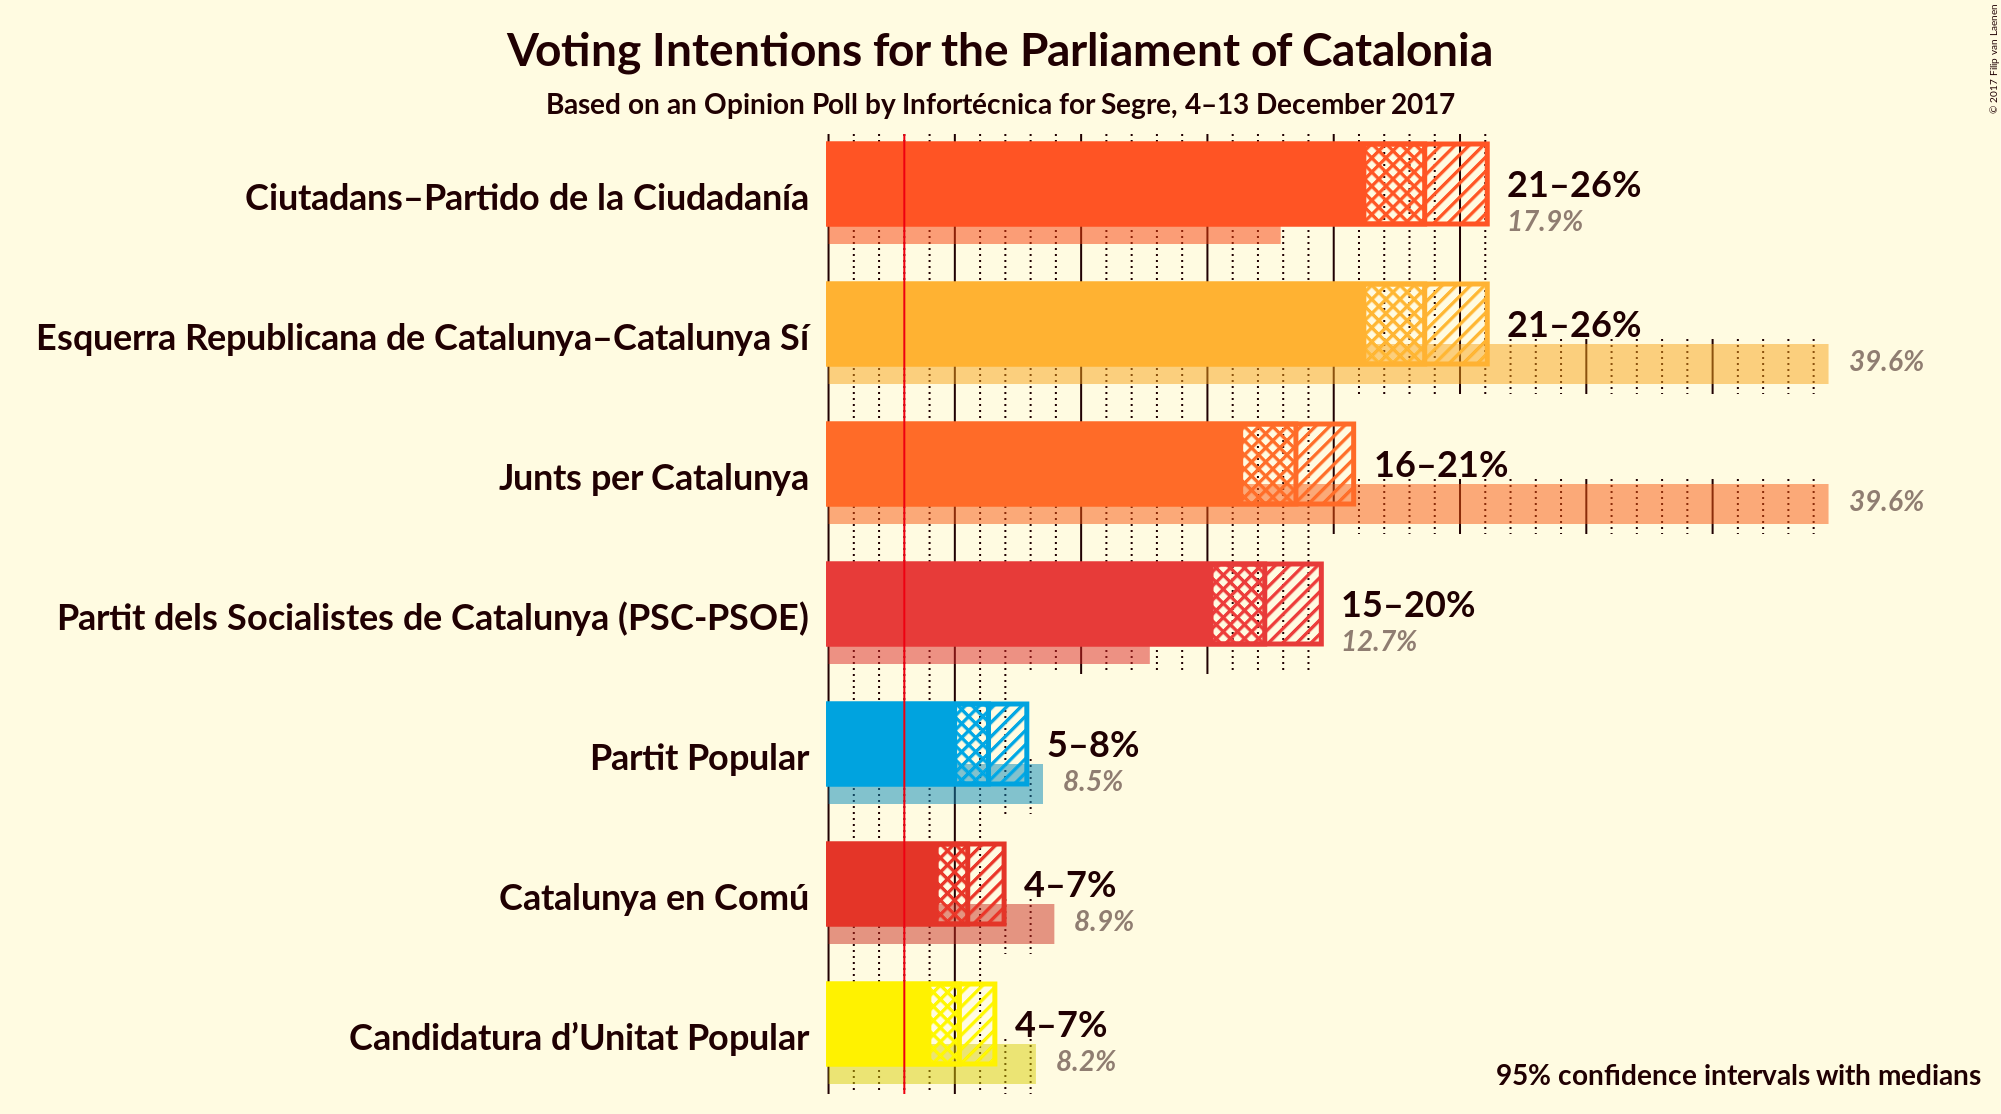 Voting Intentions for the Parliament of Catalonia
Based on an Opinion Poll by Infortécnica for Segre, 4–13 December 2017
© 2017 Filip van Laenen
Ciutadans–Partido de la Ciudadanía
21–26%
17.9%
Esquerra Republicana de Catalunya–Catalunya Sí
21–26%
39.6%
Junts per Catalunya
16–21%
39.6%
Partit dels Socialistes de Catalunya (PSC-PSOE)
15–20%
12.7%
Partit Popular
5–8%
8.5%
Catalunya en Comú
4–7%
8.9%
Candidatura d’Unitat Popular
4–7%
8.2%
95% confidence intervals with medians